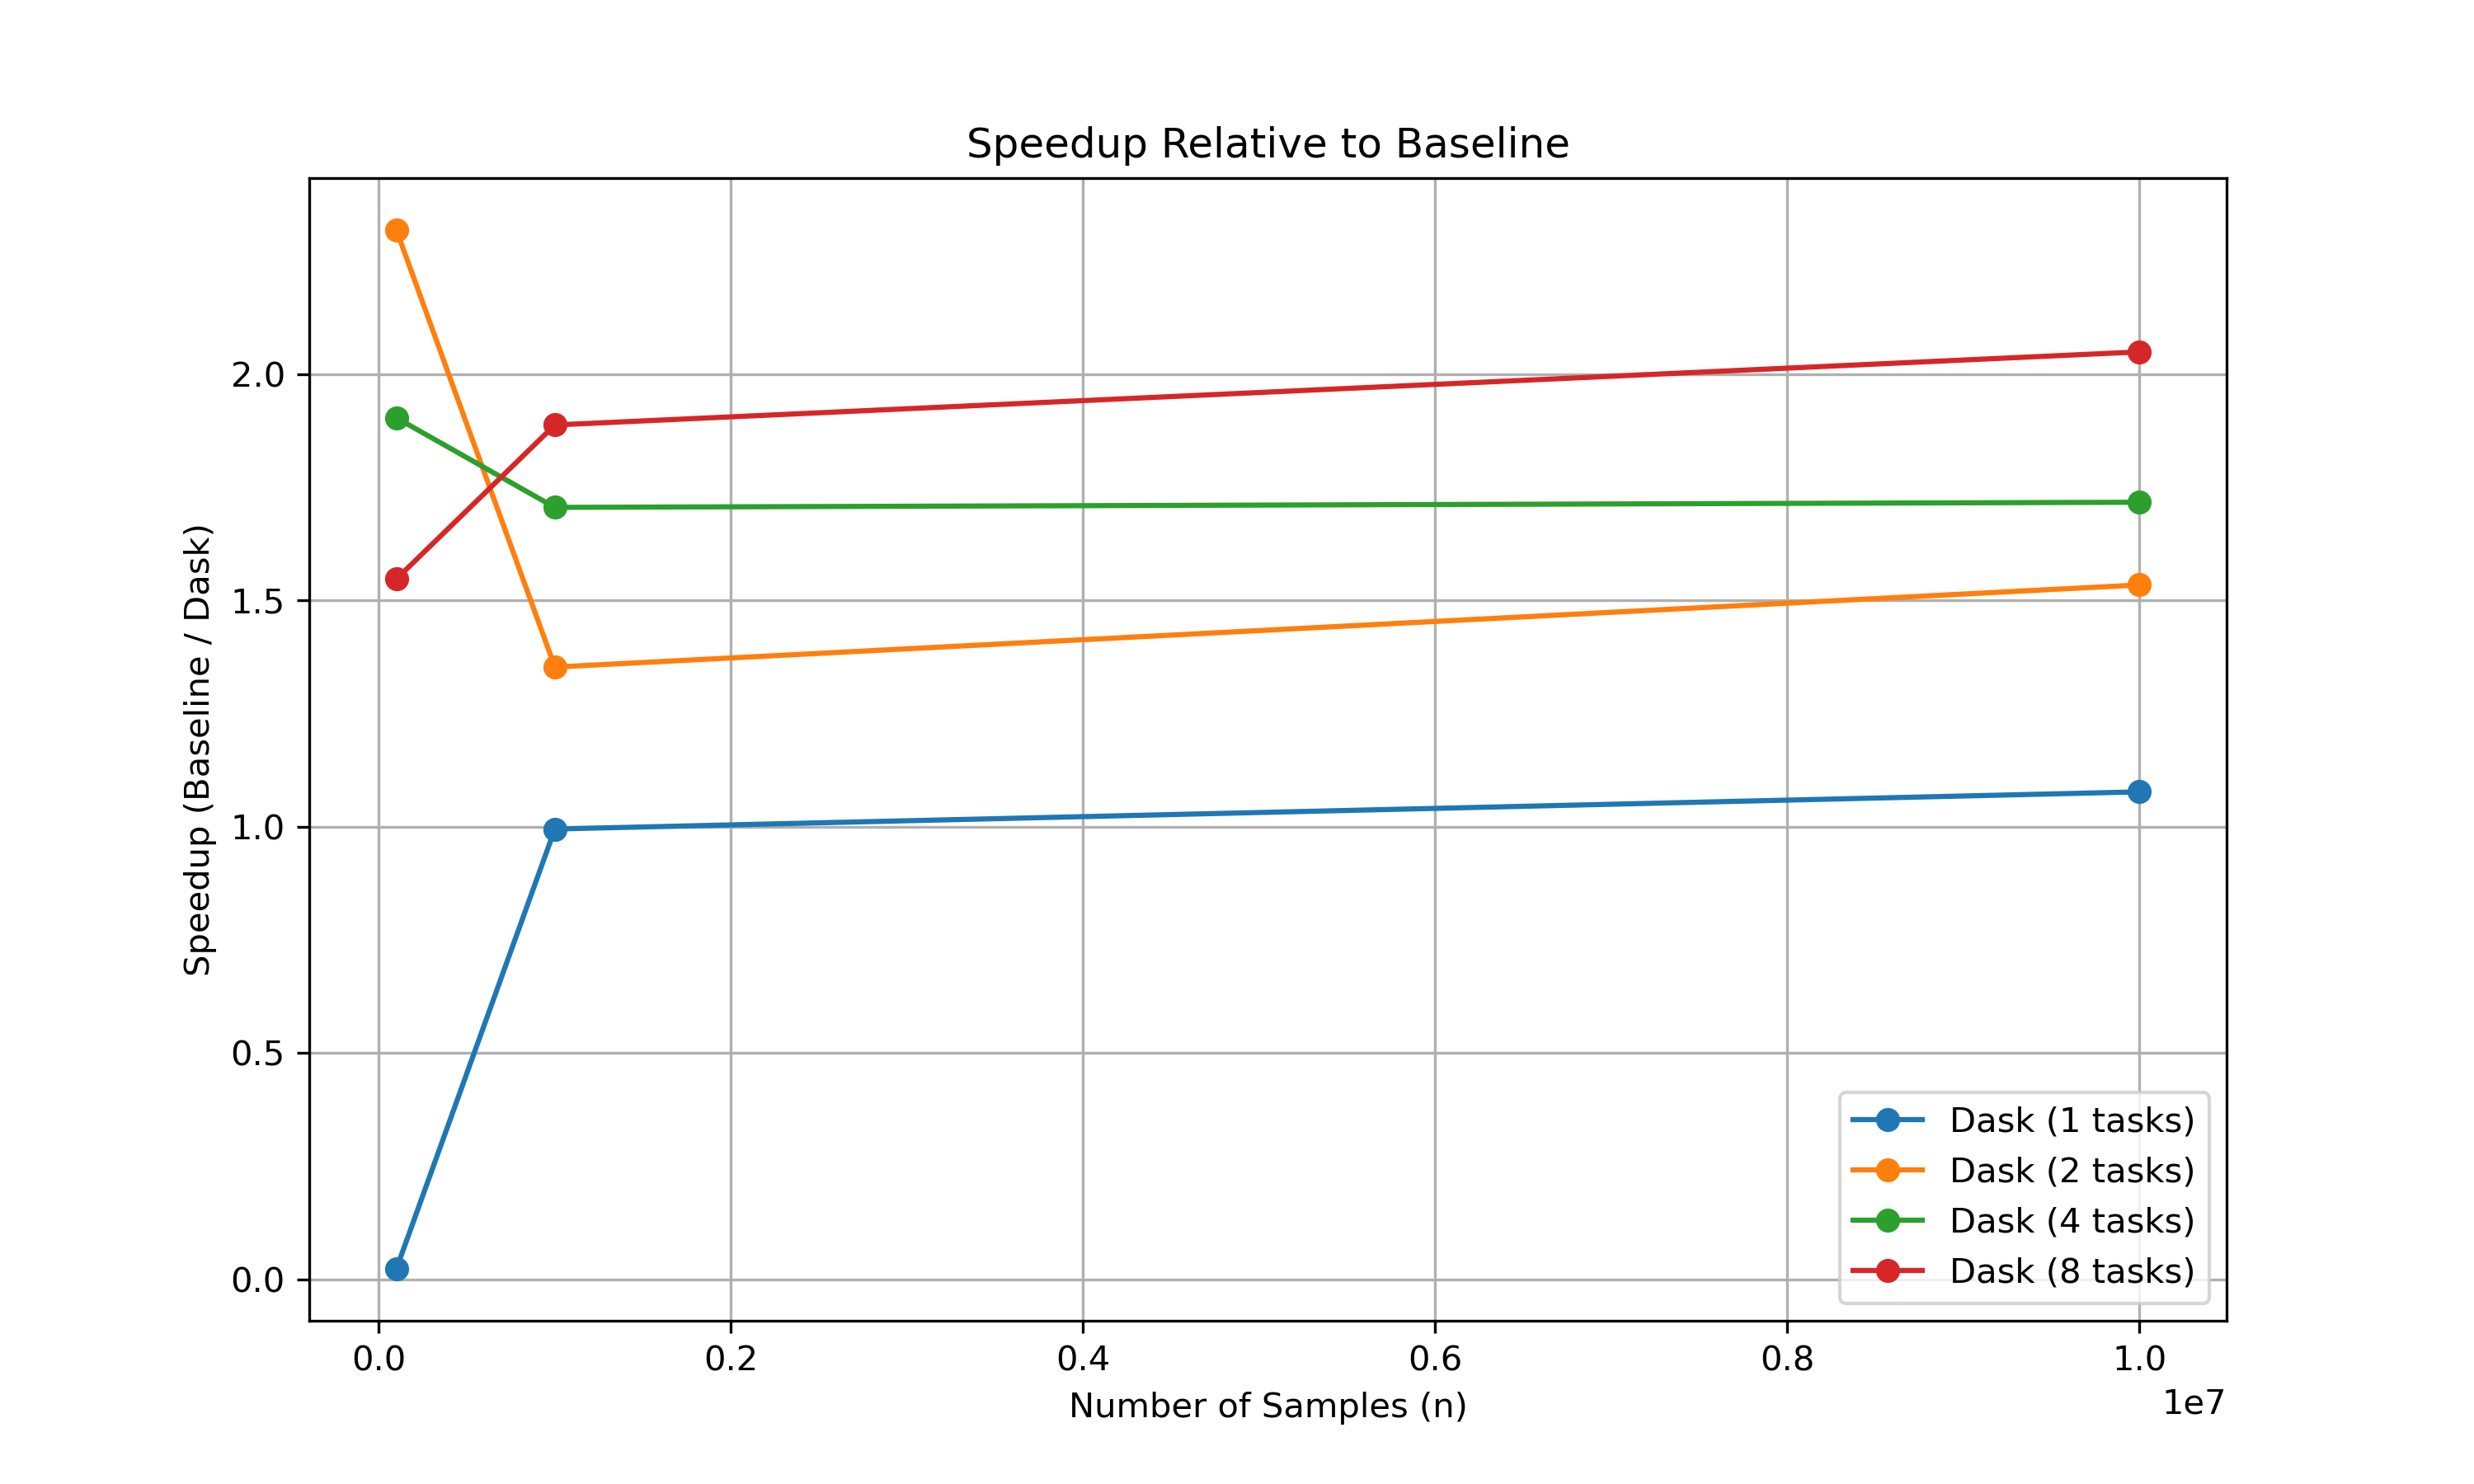 Speedup Relative to Baseline
Speedup (Baseline / Dask)
2.0
1.5
1.0
0.5
0.0
0.0 0.2 0.4 0.6 0.8 1.0
1e7
Number of Samples (n)
Dask (1 tasks)
Dask (2 tasks)
Dask (4 tasks)
Dask (8 tasks)